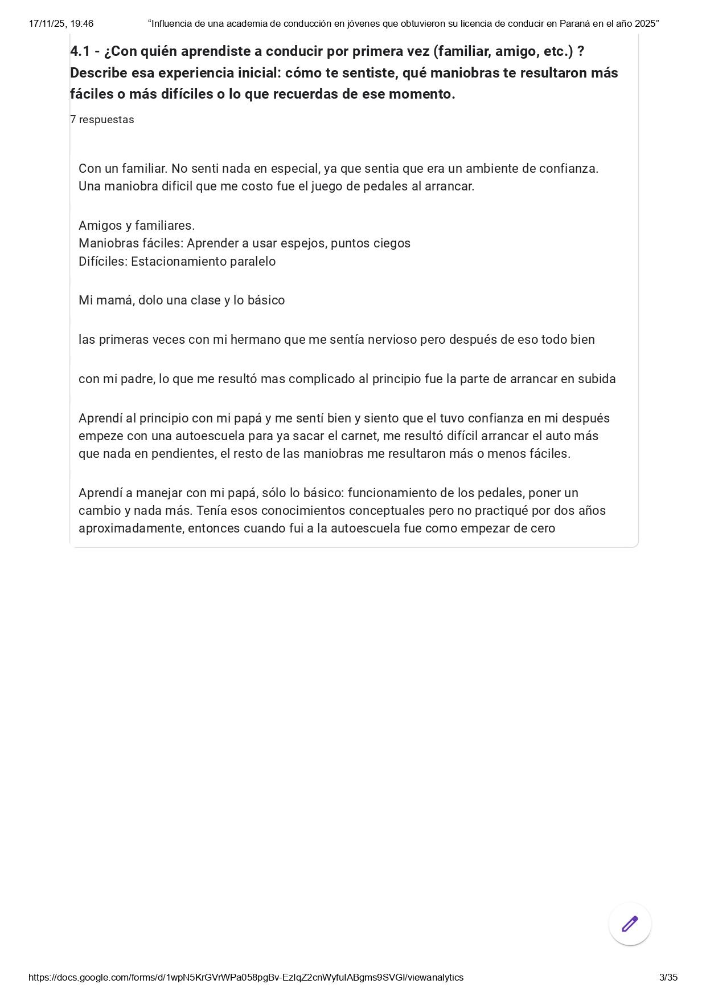 17/11/25, 19:46
“Influencia de una academia de conducción en jóvenes que obtuvieron su licencia de conducir en Paraná en el año 2025”
4.1 - ¿Con quién aprendiste a conducir por primera vez (familiar, amigo, etc.) ?
Describe esa experiencia inicial: cómo te sentiste, qué maniobras te resultaron más
fáciles o más difíciles o lo que recuerdas de ese momento.
7 respuestas
Con un familiar. No senti nada en especial, ya que sentia que era un ambiente de confianza.
Una maniobra dificil que me costo fue el juego de pedales al arrancar.
Amigos y familiares.
Maniobras fáciles: Aprender a usar espejos, puntos ciegos
Difíciles: Estacionamiento paralelo
Mi mamá, dolo una clase y lo básico
las primeras veces con mi hermano que me sentía nervioso pero después de eso todo bien
con mi padre, lo que me resultó mas complicado al principio fue la parte de arrancar en subida
Aprendí al principio con mi papá y me sentí bien y siento que el tuvo confianza en mi después
empeze con una autoescuela para ya sacar el carnet, me resultó difícil arrancar el auto más
que nada en pendientes, el resto de las maniobras me resultaron más o menos fáciles.
Aprendí a manejar con mi papá, sólo lo básico: funcionamiento de los pedales, poner un
cambio y nada más. Tenía esos conocimientos conceptuales pero no practiqué por dos años
aproximadamente, entonces cuando fui a la autoescuela fue como empezar de cero
https://docs.google.com/forms/d/1wpN5KrGVrWPa058pgBv-EzIqZ2cnWyfuIABgms9SVGI/viewanalytics
3/35